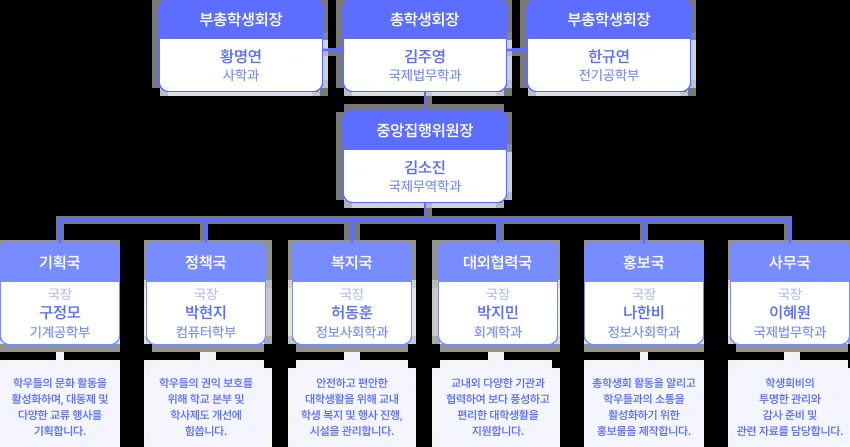 부총학생회장
황명연
사학과
총학생회장
김주영
국제법무학과
부총학생회장
한규연
전기공학부
중앙집행위원장
김소진
국제무역학과
기획국
국장
구정모
기계공학부
학우들의 문화 활동을
활성화하며, 대동제 및
다양한 교류 행사를
기획합니다.
정책국
국장
박현지
컴퓨터학부
학우들의 권익 보호를
위해 학교 본부 및
학사제도 개선에
힘씁니다.
복지국
국장
허동훈
정보사회학과
안전하고 편안한
대학생활을 위해 교내
학생 복지 및 행사 진행,
시설을 관리합니다.
대외협력국
국장
박지민
회계학과
교내외 다양한 기관과
협력하여 보다 풍성하고
편리한 대학생활을
지원합니다.
홍보국
국장
나한비
정보사회학과
총학생회 활동을 알리고
학우들과의 소통을
활성화하기 위한
홍보물을 제작합니다.
사무국
국장
이혜원
국제법무학과
학생회비의
투명한 관리와
감사 준비 및
관련 자료를 담당합니다.